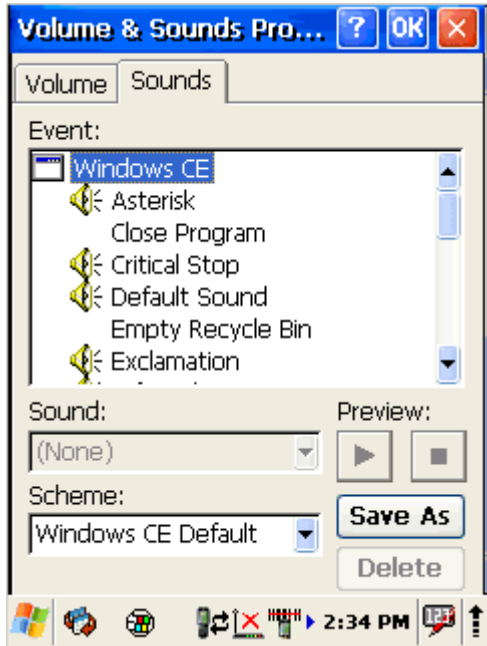 Volume & Sounds Pro... ? OK
Volume Sounds
Event:
Windows CE
Asterisk
Close Program
Critical Stop
Default Sound
Empty Recycle Bin
Exclamation
Sound: Preview:
(None)
Scheme:
Save As
Windows CE Default
Delete
2:34 PM 123